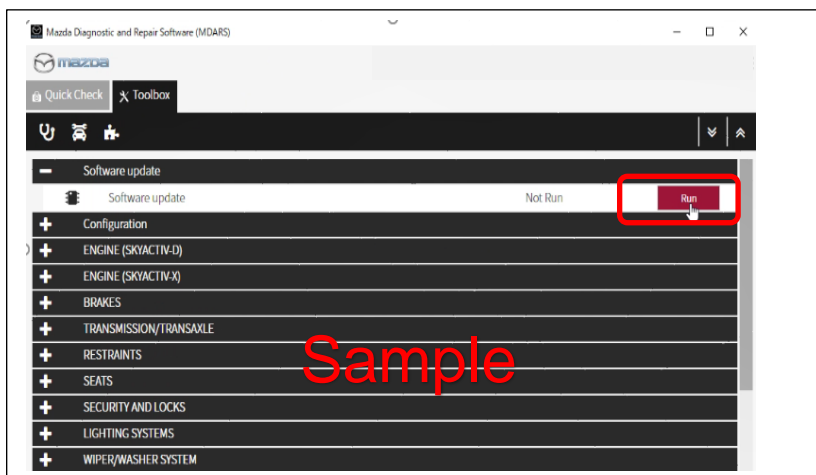 Mazda Diagnostic and Repair Software (MDARS)
mazda
Quick Check
Toolbox
Software update
Software update Not Run Run
Configuration
ENGINE (SKYACTIV-D)
ENGINE (SKYACTIV-X)
BRAKES
TRANSMISSION/TRANSAXLE
RESTRAINTS
Sample
SEATS
SECURITY AND LOCKS
LIGHTING SYSTEMS
WIPER/WASHER SYSTEM